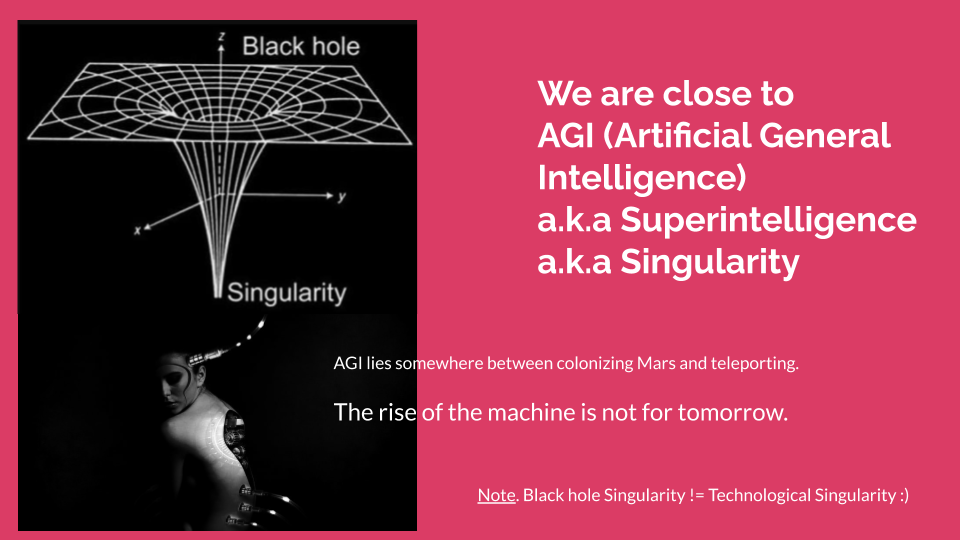 z
Black hole
y
x
Singularity
We are close to
AGI (Artificial General
Intelligence)
a.k.a Superintelligence
a.k.a Singularity
AGI lies somewhere between colonizing Mars and teleporting.
The rise of the machine is not for tomorrow.
Note. Black hole Singularity != Technological Singularity :)